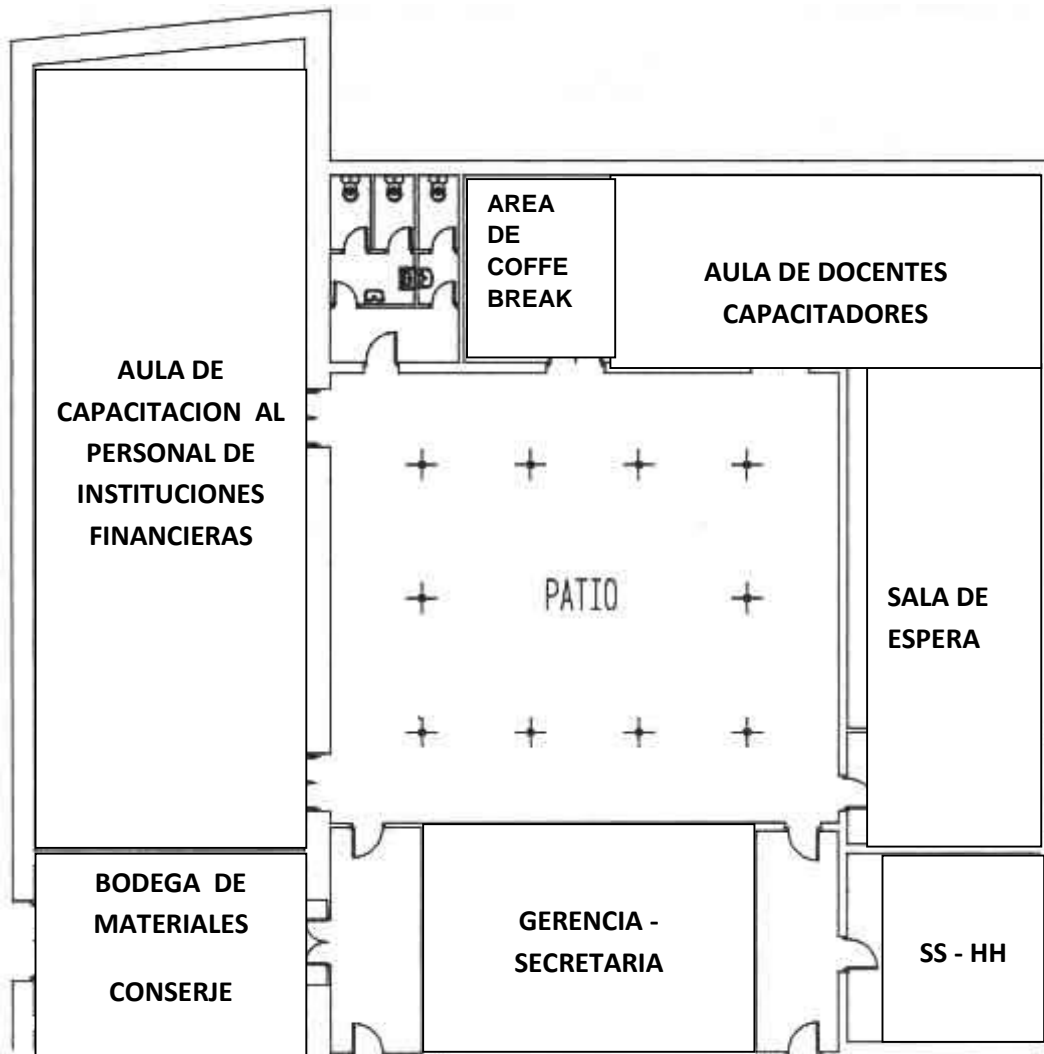 AREA
DE
COFFE
BREAK
AULA DE DOCENTES
CAPACITADORES
AULA DE
CAPACITACION AL
PERSONAL DE
INSTITUCIONES
FINANCIERAS
PATIO
SALA DE
ESPERA
BODEGA DE
MATERIALES
CONSERJE
GERENCIA -
SECRETARIA
SS - HH